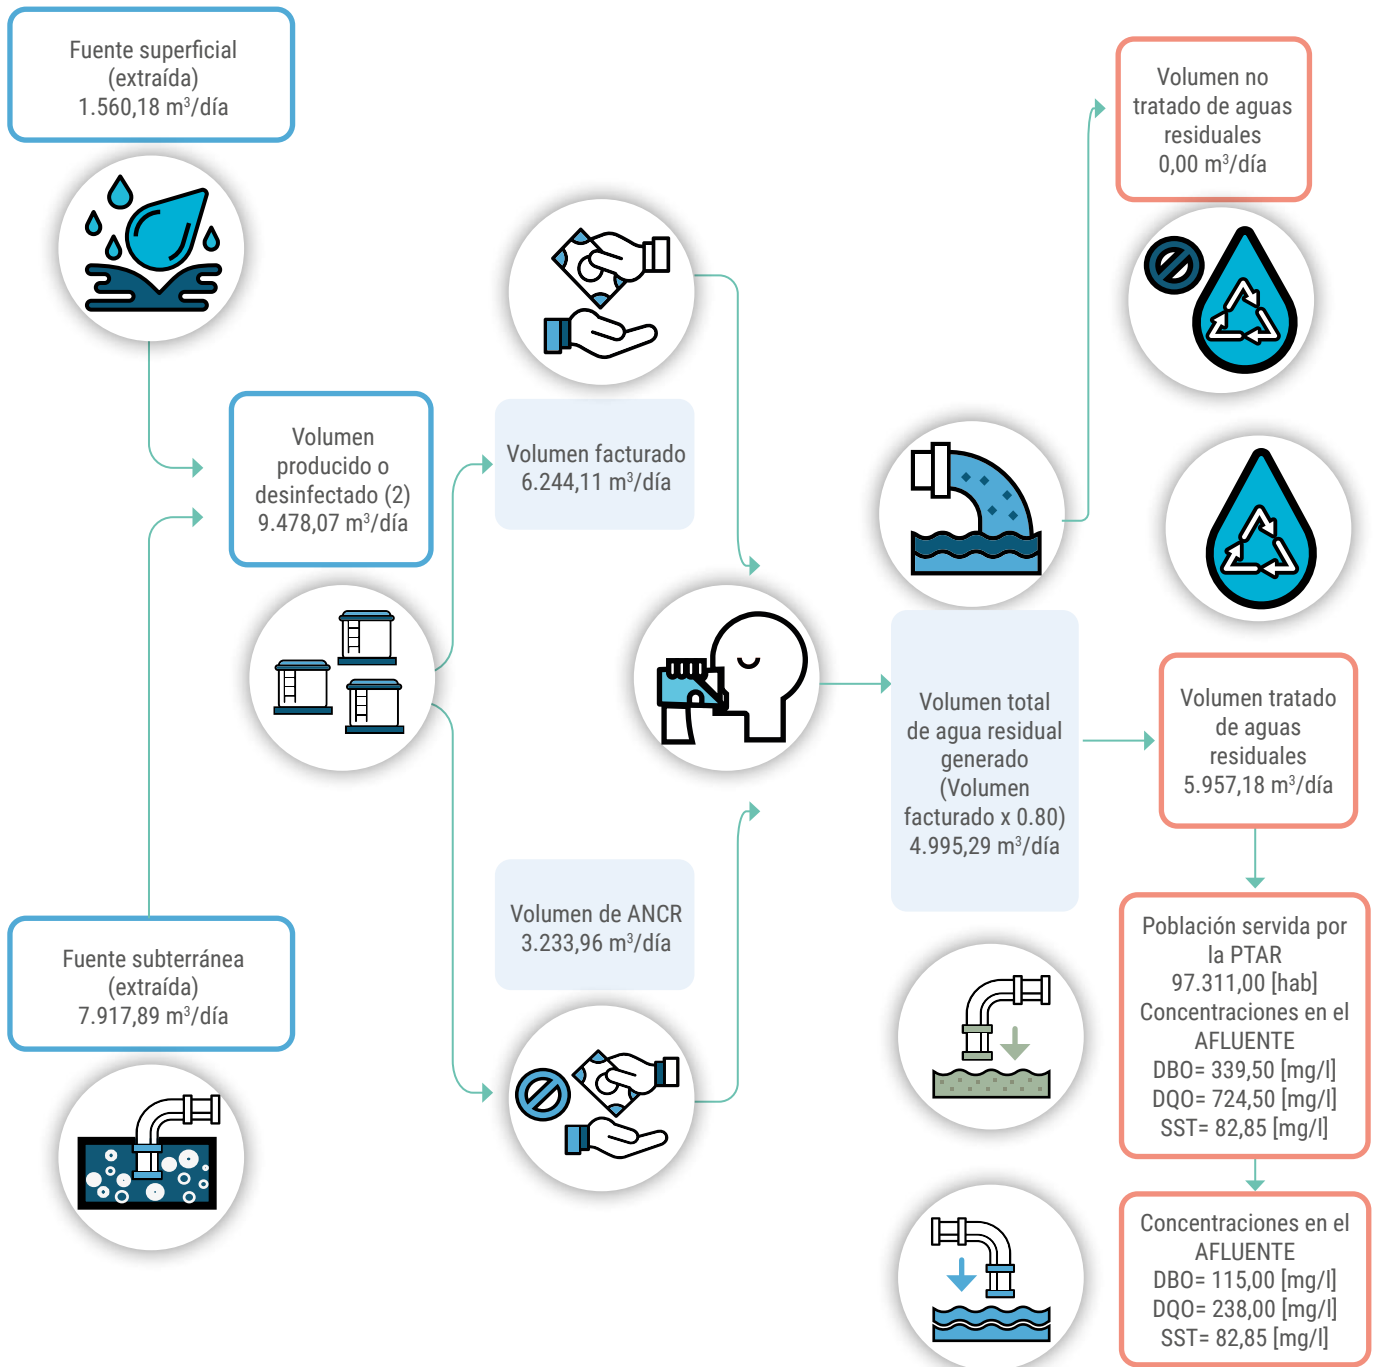 Fuente superficial
(extraída)
1.560,18 m³/día
Volumen
producido o
desinfectado (2)
9.478,07 m³/día
Fuente subterránea
(extraída)
7.917,89 m³/día
Volumen facturado
6.244,11 m³/día
Volumen de ANCR
3.233,96 m³/día
Volumen total
de agua residual
generado
(Volumen
facturado x 0.80)
4.995,29 m³/día
Volumen no
tratado de aguas
residuales
0,00 m³/día
Volumen tratado
de aguas
residuales
5.957,18 m³/día
Población servida por
la PTAR
97.311,00 [hab]
Concentraciones en el
AFLUENTE
DBO= 339,50 [mg/l]
DQO= 724,50 [mg/l]
SST= 82,85 [mg/l]
Concentraciones en el
AFLUENTE
DBO= 115,00 [mg/l]
DQO= 238,00 [mg/l]
SST= 82,85 [mg/l]